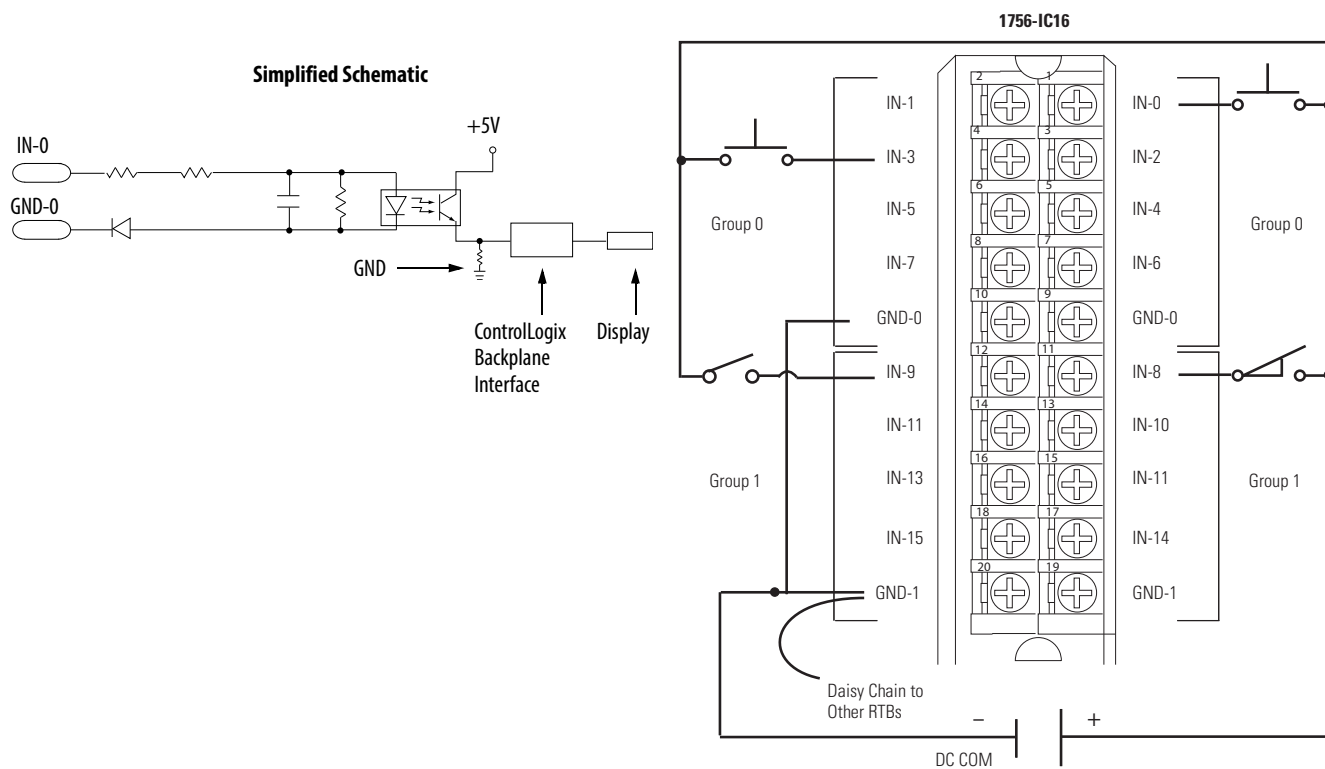 1756-IC16
Simplified Schematic
+5V
IN-0
GND-0
GND
ControlLogix
Backplane
Interface
Display
2
1
IN-1
IN-0
4
3
IN-3
IN-2
6
5
IN-5
IN-4
Group 0
Group 0
8
7
IN-7
IN-6
10
9
GND-0
GND-0
12
11
IN-9
IN-8
14
13
IN-11
IN-10
16
15
IN-13
IN-11
Group 1
Group 1
18
17
IN-15
IN-14
20
19
GND-1
GND-1
Daisy Chain to
Other RTBs
– +
DC COM